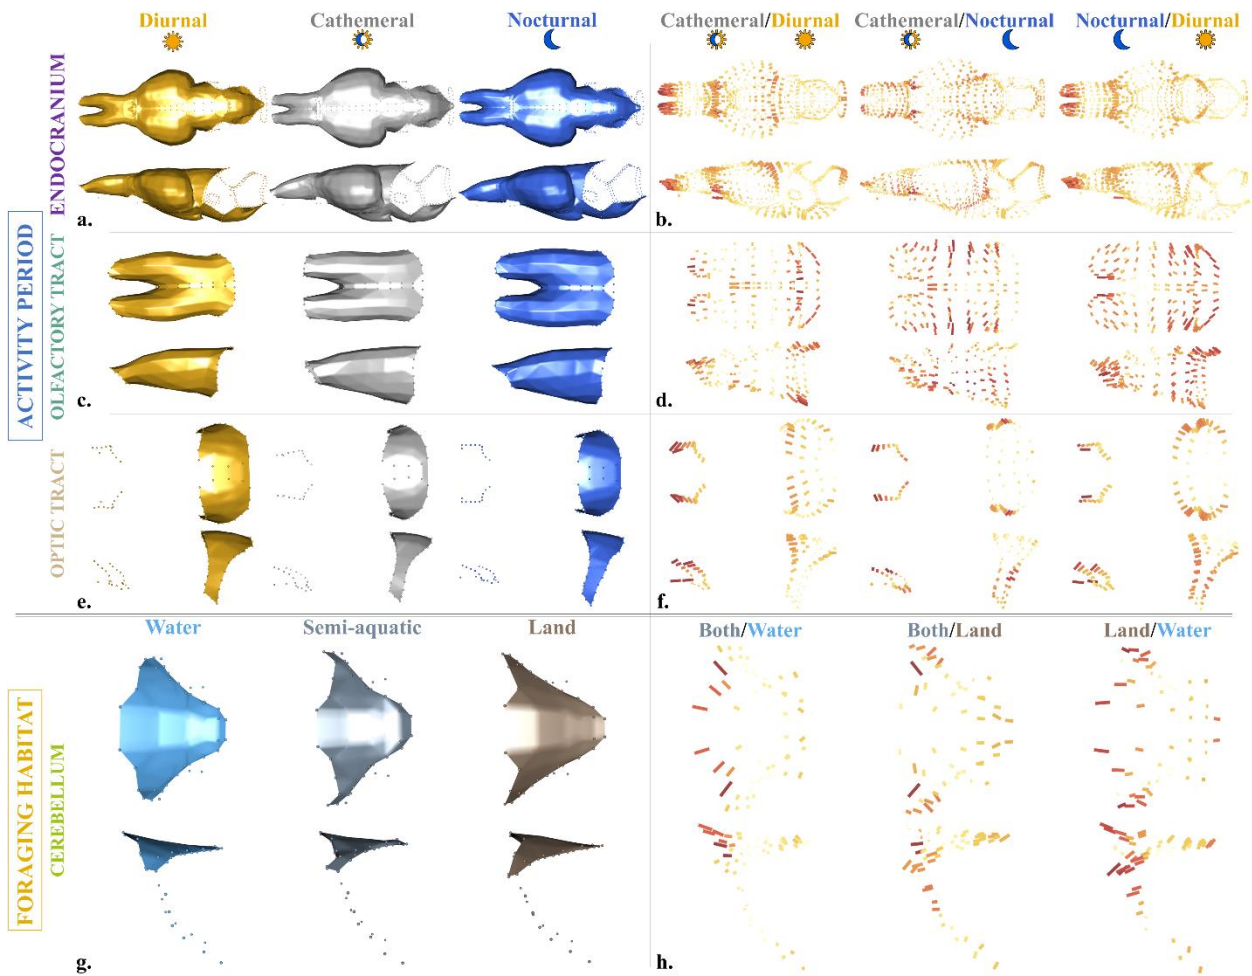 Diurnal Cathemeral Nocturnal Cathemeral/Diurnal Cathemeral/Nocturnal Nocturnal/Diurnal
ACTIVITY PERIOD
ENDOCRANIUM
a. b.
OLFACTORY TRACT
c. d.
OPTIC TRACT
e. f.
Water Semi-aquatic Land Both/Water Both/Land Land/Water
FORAGING HABITAT
CEREBELLUM
g. h.